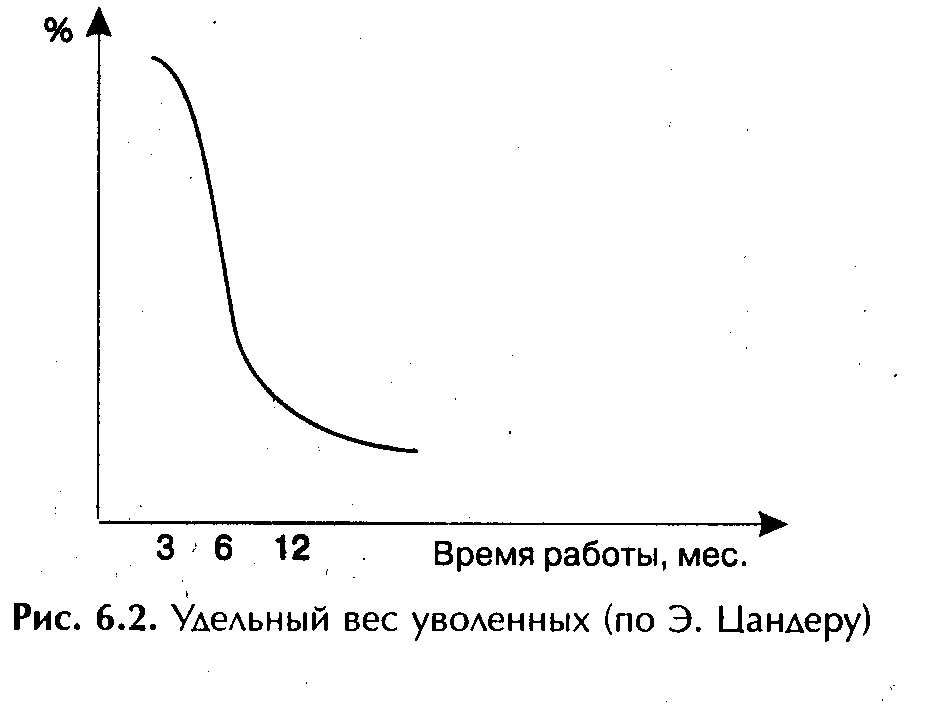 %
3 6 12
Время работы, мес.
Рис. 6.2. Удельный вес уволенных (по Э. Цандеру)